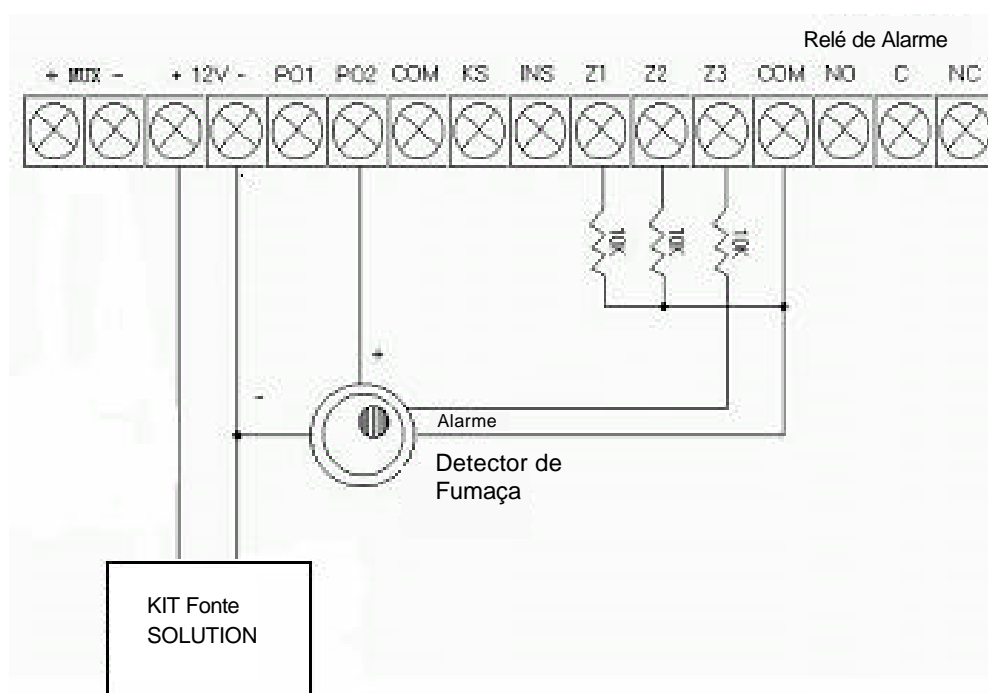 Relé de Alarme
+ MUX - + 12V - PO1 PO2 COM KS INS Z1 Z2 Z3 COM NO C NC
10K 10K 10K
+
-
Alarme
Detector de
Fumaça
KIT Fonte
SOLUTION